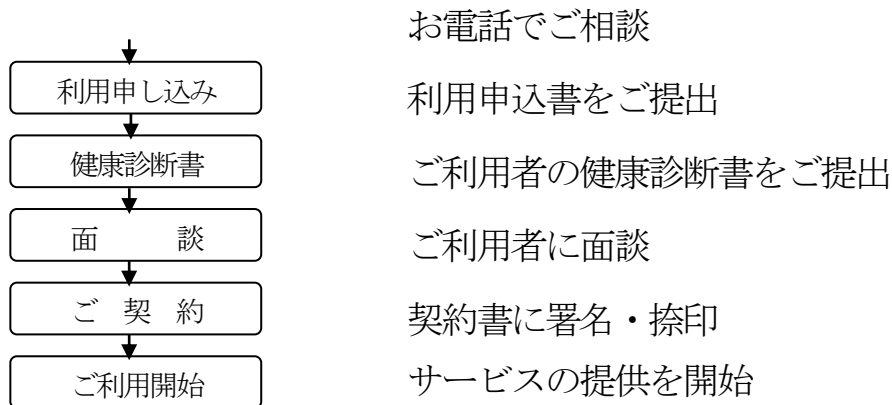 お電話でご相談
利用申し込み 利用申込書をご提出
健康診断書 ご利用者の健康診断書をご提出
面 談 ご利用者に面談
ご 契 約 契約書に署名・捺印
ご利用開始 サービスの提供を開始